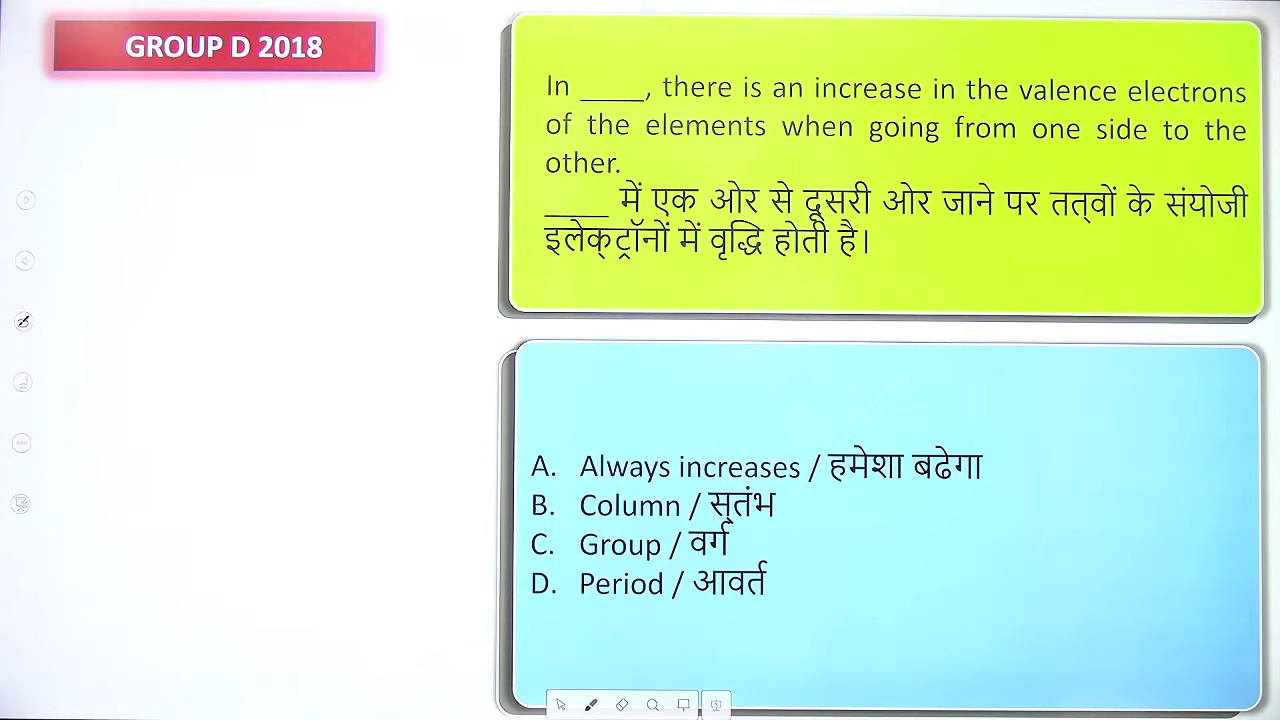 GROUP D 2018
In ____, there is an increase in the valence electrons
of the elements when going from one side to the
other.
____ में एक ओर से दूसरी ओर जाने पर तत्वों के संयोजी
इलेक्ट्रॉनों में वृद्धि होती है।
A. Always increases / हमेशा बढेगा
B. Column / स्तंभ
C. Group / वर्ग
D. Period / आवर्त